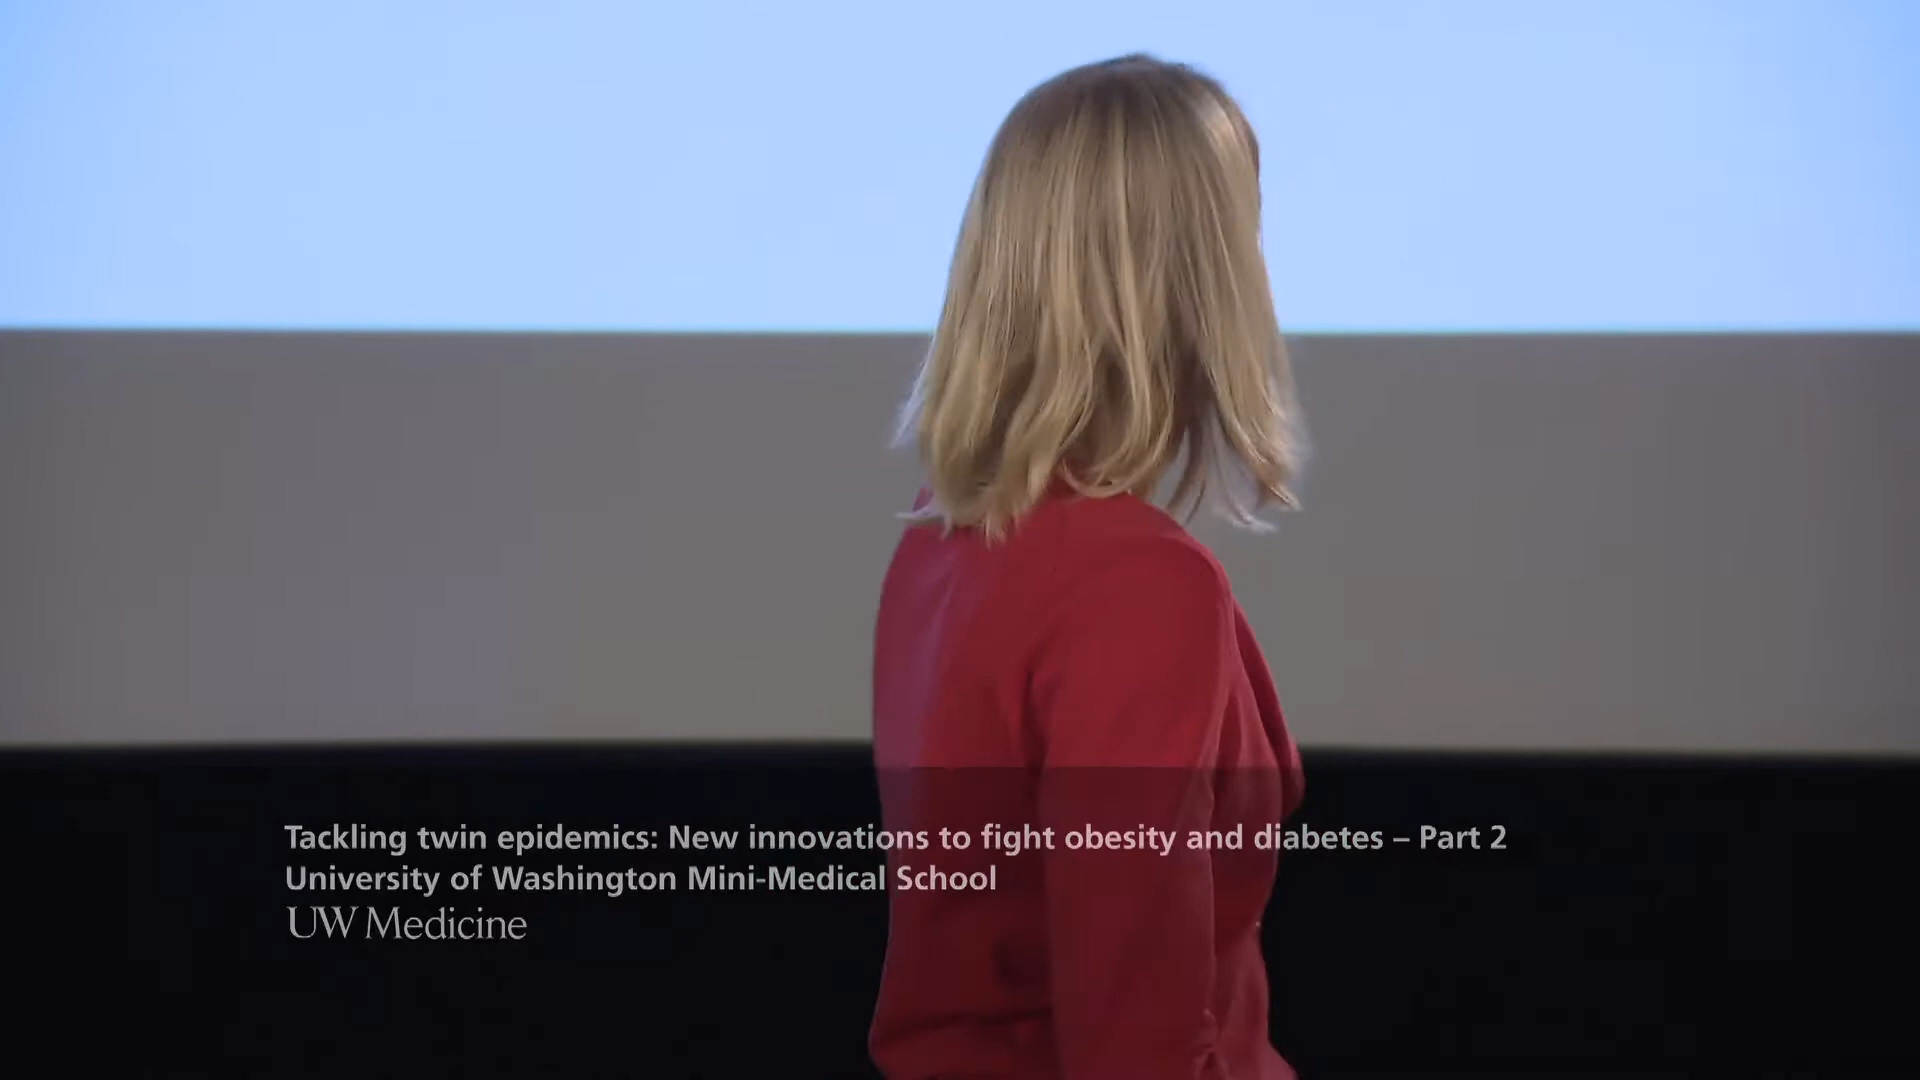 Tackling twin epidemics: New innovations to fight obesity and diabetes – Part 2
University of Washington Mini-Medical School
UW Medicine